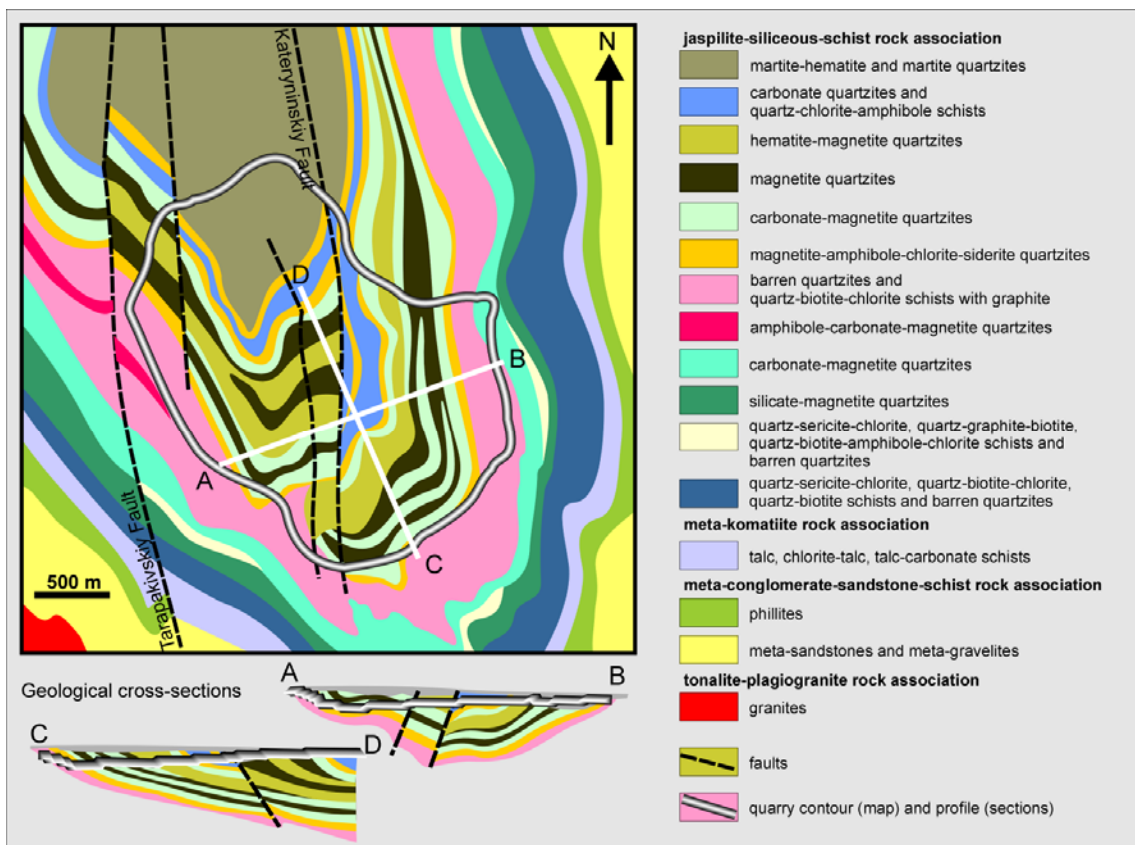 N
Kateryninskiy Fault
D
B
A
C
Tarapakivskiy Fault
500 m
Geological cross-sections
A
B
C
D
jaspilite-siliceous-schist rock association
martite-hematite and martite quartzites
carbonate quartzites and
quartz-chlorite-amphibole schists
hematite-magnetite quartzites
magnetite quartzites
carbonate-magnetite quartzites
magnetite-amphibole-chlorite-siderite quartzites
barren quartzites and
quartz-biotite-chlorite schists with graphite
amphibole-carbonate-magnetite quartzites
carbonate-magnetite quartzites
silicate-magnetite quartzites
quartz-sericite-chlorite, quartz-graphite-biotite,
quartz-biotite-amphibole-chlorite schists and
barren quartzites
quartz-sericite-chlorite, quartz-biotite-chlorite,
quartz-biotite schists and barren quartzites
meta-komatiite rock association
talc, chlorite-talc, talc-carbonate schists
meta-conglomerate-sandstone-schist rock association
phillites
meta-sandstones and meta-gravelites
tonalite-plagiogranite rock association
granites
faults
quarry contour (map) and profile (sections)